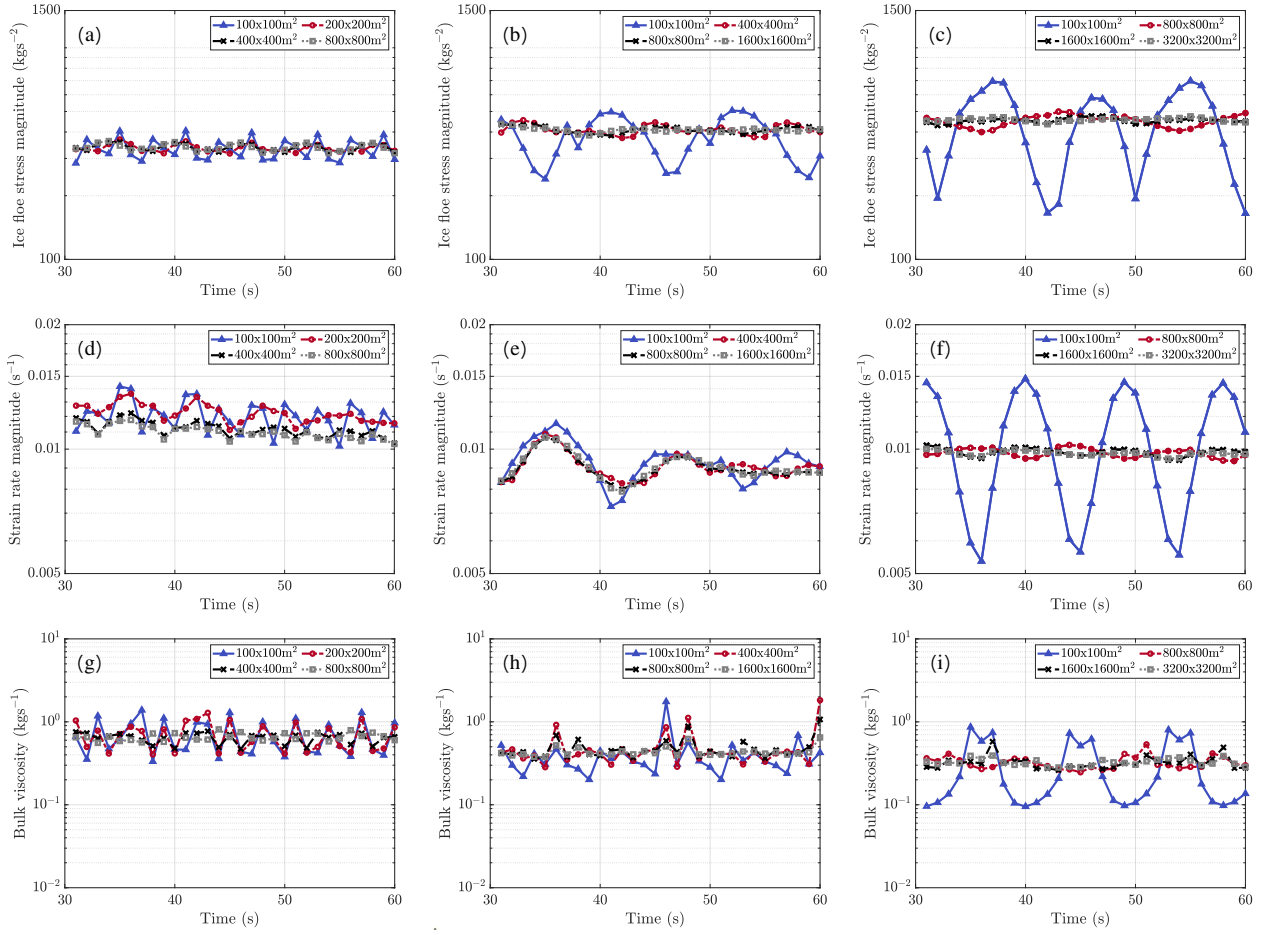 1500
(a)
100x100m² 200x200m²
400x400m² 800x800m²
Ice floe stress magnitude (kgs⁻²)
100
30 40 50 60
Time (s)
1500
(b)
100x100m² 400x400m²
800x800m² 1600x1600m²
Ice floe stress magnitude (kgs⁻²)
100
30 40 50 60
Time (s)
1500
(c)
100x100m² 800x800m²
1600x1600m² 3200x3200m²
Ice floe stress magnitude (kgs⁻²)
100
30 40 50 60
Time (s)
0.02
(d)
100x100m² 200x200m²
400x400m² 800x800m²
0.015
Strain rate magnitude (s⁻¹)
0.01
0.005
30 40 50 60
Time (s)
0.02
(e)
100x100m² 400x400m²
800x800m² 1600x1600m²
0.015
Strain rate magnitude (s⁻¹)
0.01
0.005
30 40 50 60
Time (s)
0.02
(f)
100x100m² 800x800m²
1600x1600m² 3200x3200m²
0.015
Strain rate magnitude (s⁻¹)
0.01
0.005
30 40 50 60
Time (s)
10¹
(g)
100x100m² 200x200m²
400x400m² 800x800m²
10⁰
Bulk viscosity (kgs⁻¹)
10⁻¹
10⁻²
30 40 50 60
Time (s)
10¹
(h)
100x100m² 400x400m²
800x800m² 1600x1600m²
10⁰
Bulk viscosity (kgs⁻¹)
10⁻¹
10⁻²
30 40 50 60
Time (s)
10¹
(i)
100x100m² 800x800m²
1600x1600m² 3200x3200m²
10⁰
Bulk viscosity (kgs⁻¹)
10⁻¹
10⁻²
30 40 50 60
Time (s)